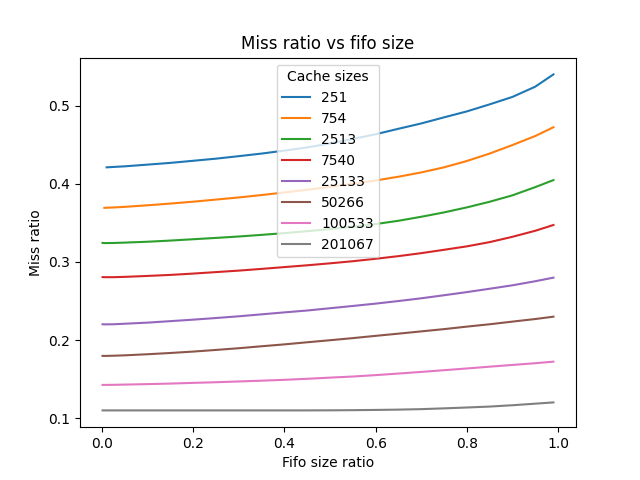 Miss ratio vs fifo size
Cache sizes
251
754
2513
7540
25133
50266
100533
201067
0.5
0.4
0.3
0.2
0.1
Miss ratio
0.0 0.2 0.4 0.6 0.8 1.0
Fifo size ratio